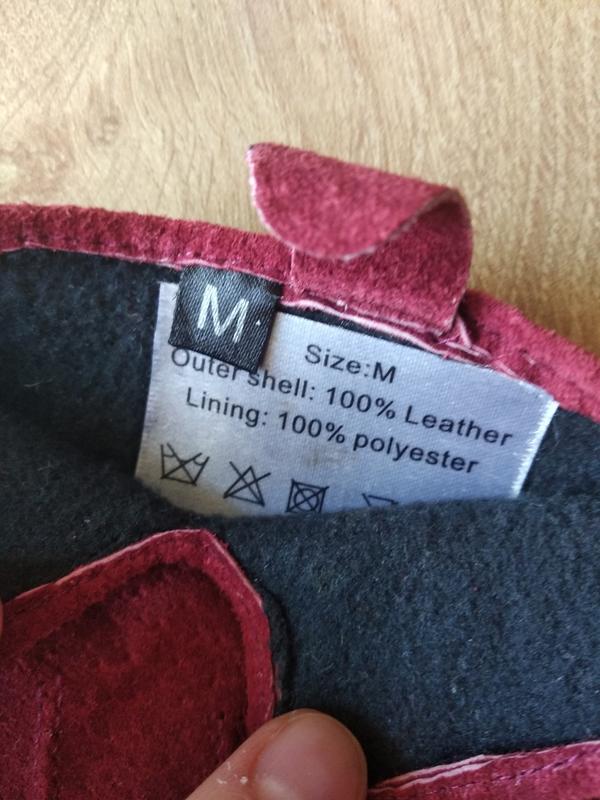 M
Size:M
Outer shell: 100% Leather
Lining: 100% polyester